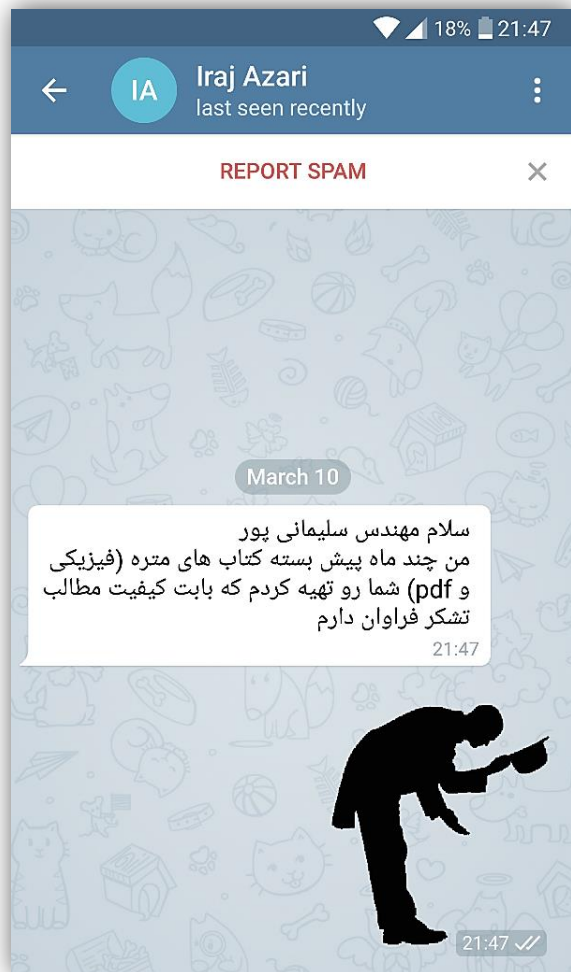 18% 21:47
IA
Iraj Azari
last seen recently
REPORT SPAM
March 10
سلام مهندس سلیمانی پور
من چند ماه پیش بسته کتاب های متره (فیزیکی
و pdf) شما رو تهیه کردم که بابت کیفیت مطالب
تشکر فراوان دارم
21:47
21:47